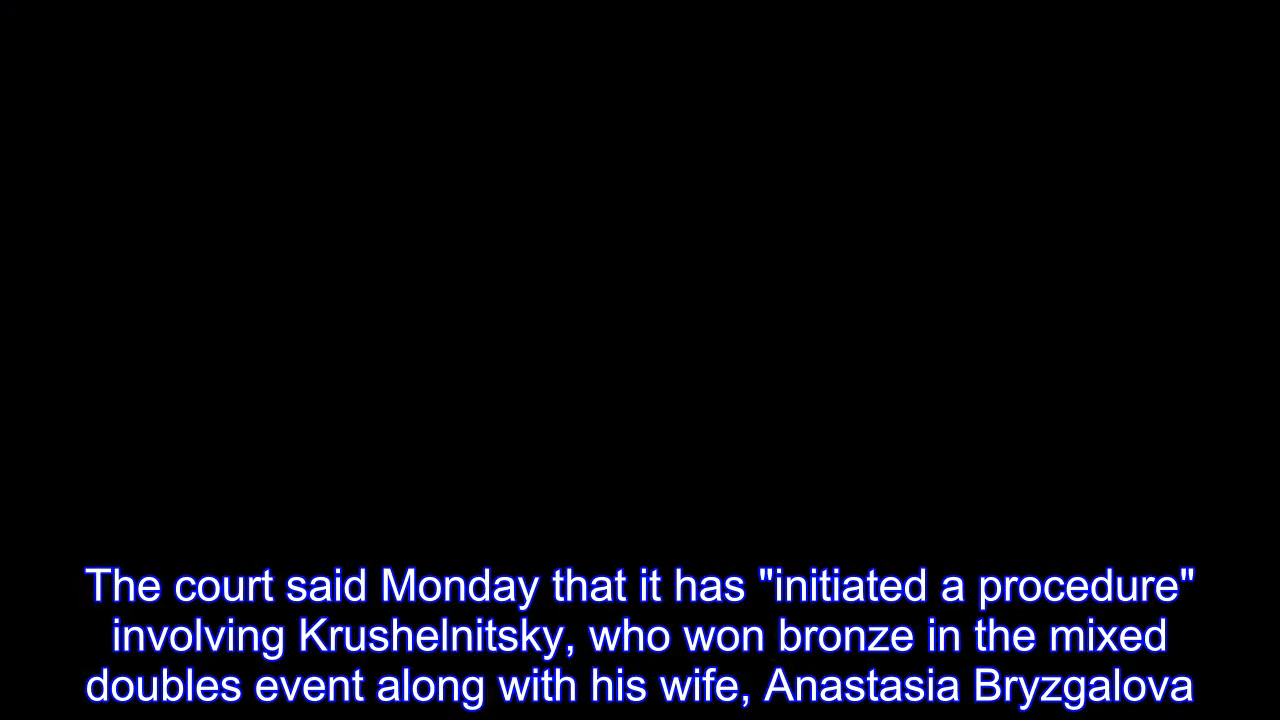 The court said Monday that it has "initiated a procedure"
involving Krushelnitsky, who won bronze in the mixed
doubles event along with his wife, Anastasia Bryzgalova